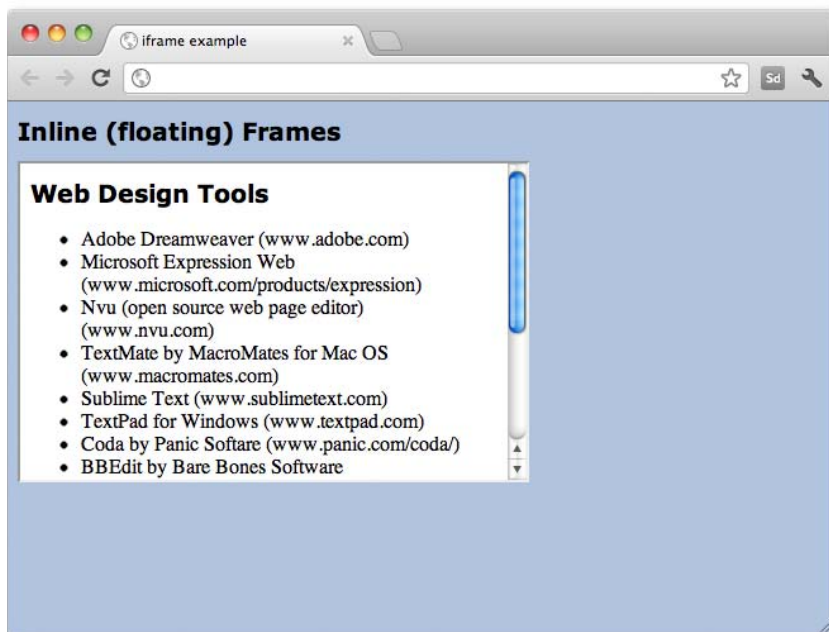 iframe example
Sd
Inline (floating) Frames
Web Design Tools
• Adobe Dreamweaver (www.adobe.com)
• Microsoft Expression Web
(www.microsoft.com/products/expression)
• Nvu (open source web page editor)
(www.nvu.com)
• TextMate by MacroMates for Mac OS
(www.macromates.com)
• Sublime Text (www.sublimetext.com)
• TextPad for Windows (www.textpad.com)
• Coda by Panic Softare (www.panic.com/coda/)
• BBEdit by Bare Bones Software